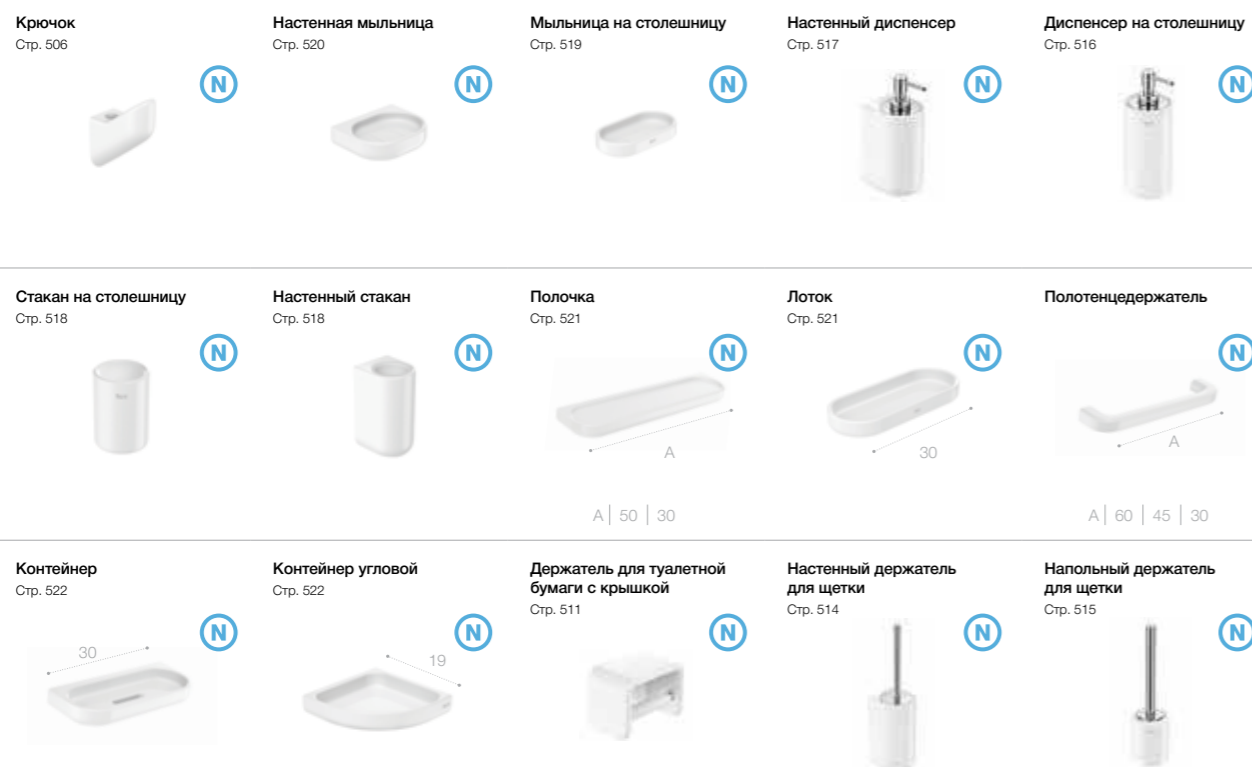 Крючок
Стр. 506
N
Настенная мыльница
Стр. 520
N
Мыльница на столешницу
Стр. 519
N
Настенный диспенсер
Стр. 517
N
Диспенсер на столешницу
Стр. 516
N
Стакан на столешницу
Стр. 518
N
Настенный стакан
Стр. 518
N
Полочка
Стр. 521
N
A
A | 50 | 30
Лоток
Стр. 521
N
30
Полотенцедержатель
N
A
A | 60 | 45 | 30
Контейнер
Стр. 522
N
30
Контейнер угловой
Стр. 522
N
19
Держатель для туалетной
бумаги с крышкой
Стр. 511
N
Настенный держатель
для щетки
Стр. 514
N
Напольный держатель
для щетки
Стр. 515
N